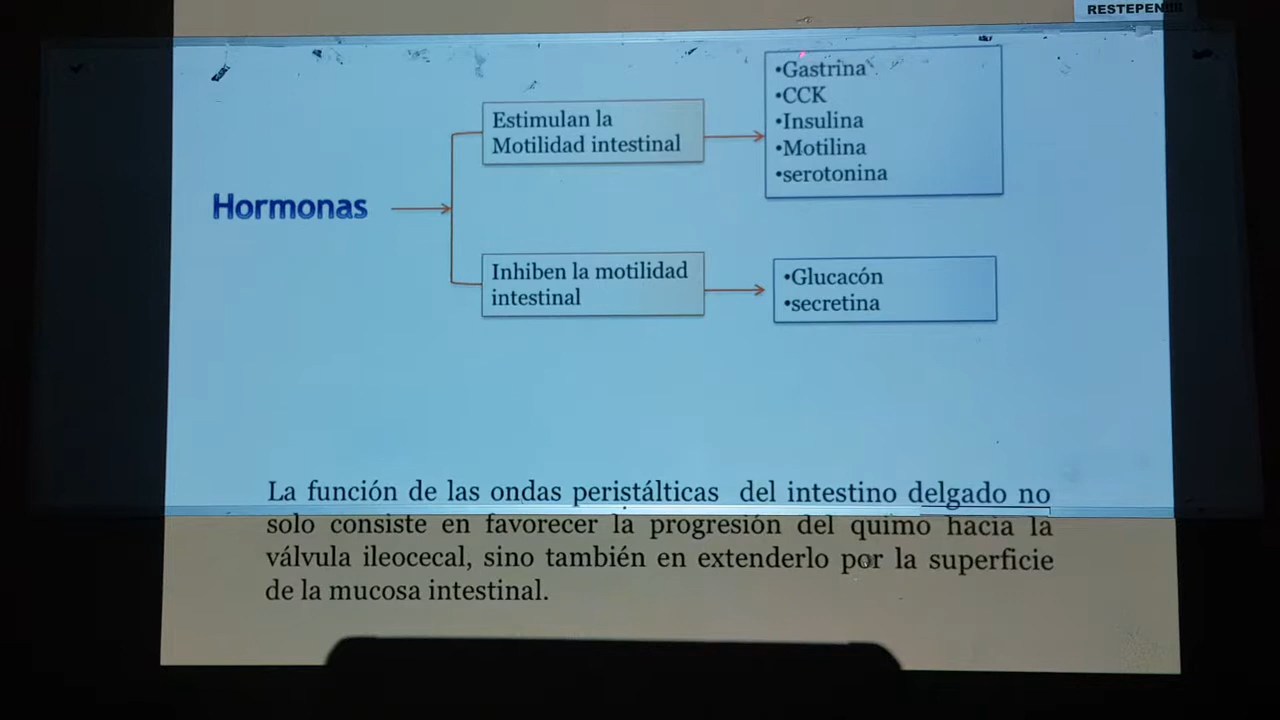 RESTEPEN!!!!
Hormonas
Estimulan la
Motilidad intestinal
•Gastrina
•CCK
•Insulina
•Motilina
•serotonina
Inhiben la motilidad
intestinal
•Glucacón
•secretina
La función de las ondas peristálticas del intestino delgado no
solo consiste en favorecer la progresión del quimo hacia la
válvula ileocecal, sino también en extenderlo por la superficie
de la mucosa intestinal.